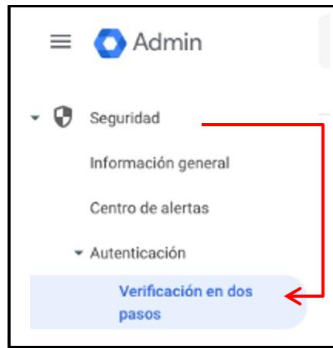 Admin
Seguridad
Información general
Centro de alertas
Autenticación
Verificación en dos
pasos